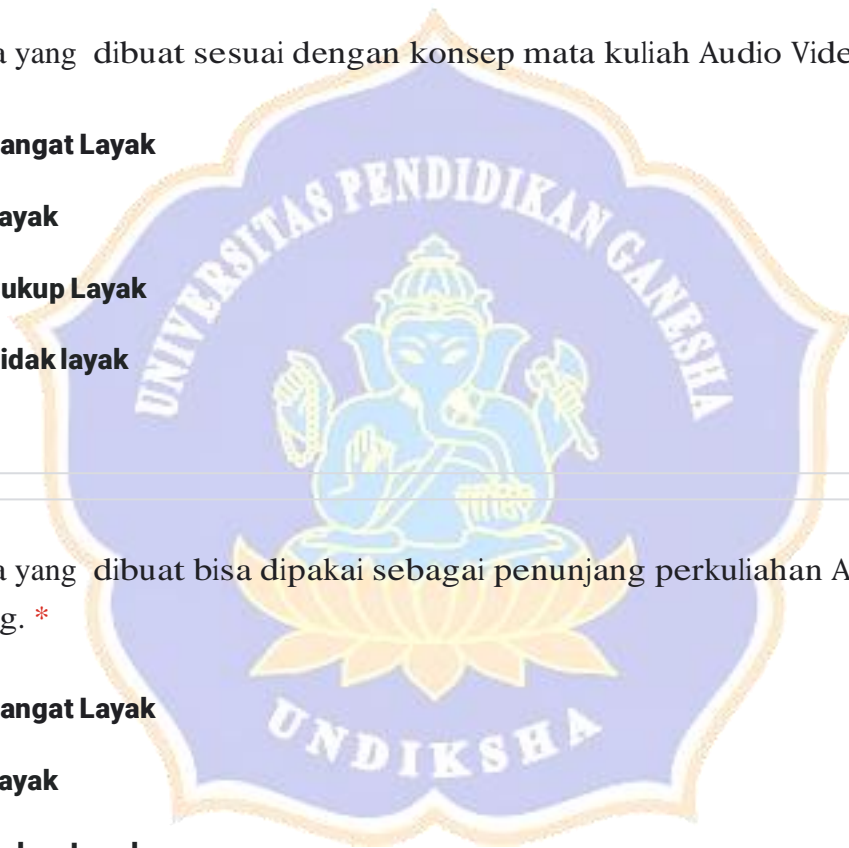 a yang dibuat sesuai dengan konsep mata kuliah Audio Vide
angat Layak
ayak
ukup Layak
idak layak
UNIVERSITAS PENDIDIKAN GANESHA
a yang dibuat bisa dipakai sebagai penunjang perkuliahan A
g. *
angat Layak
UNDIKSHA
ayak